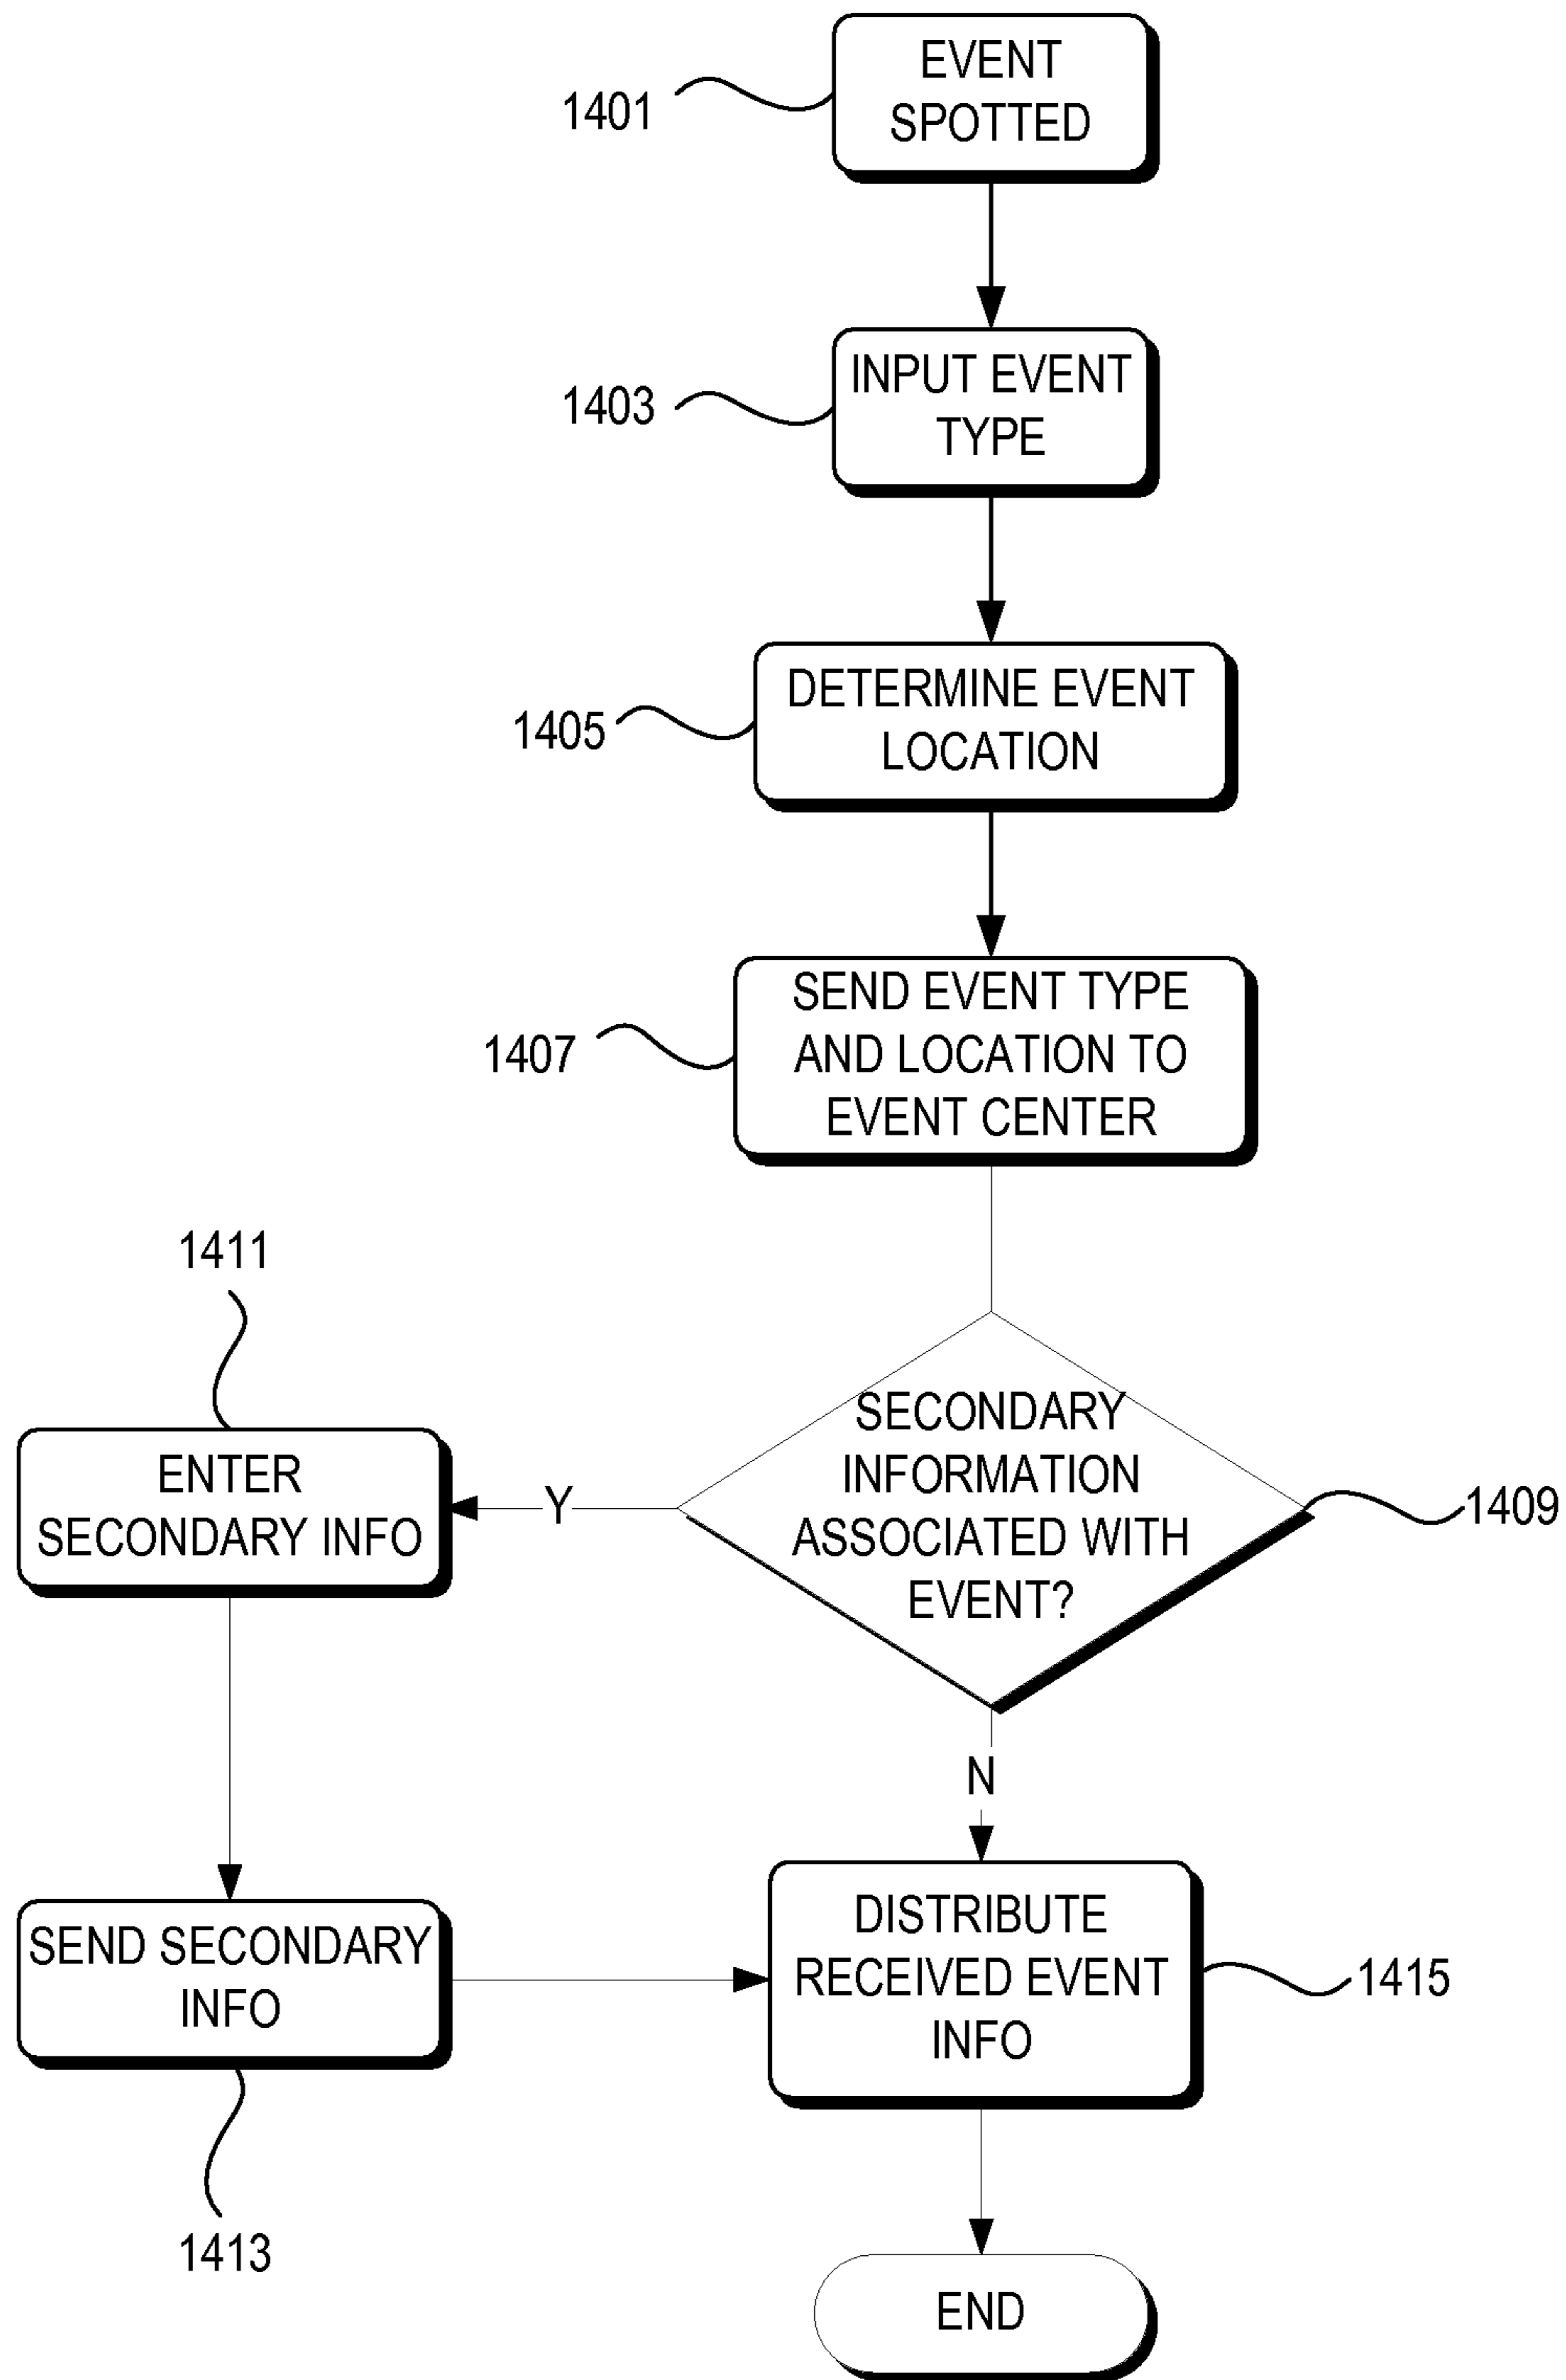 EVENT
SPOTTED
1401
INPUT EVENT
TYPE
1403
DETERMINE EVENT
LOCATION
1405
SEND EVENT TYPE
AND LOCATION TO
EVENT CENTER
1407
1411
SECONDARY
INFORMATION
ASSOCIATED WITH
EVENT?
1409
ENTER
SECONDARY INFO
Y
N
SEND SECONDARY
INFO
DISTRIBUTE
RECEIVED EVENT
INFO
1415
1413
END